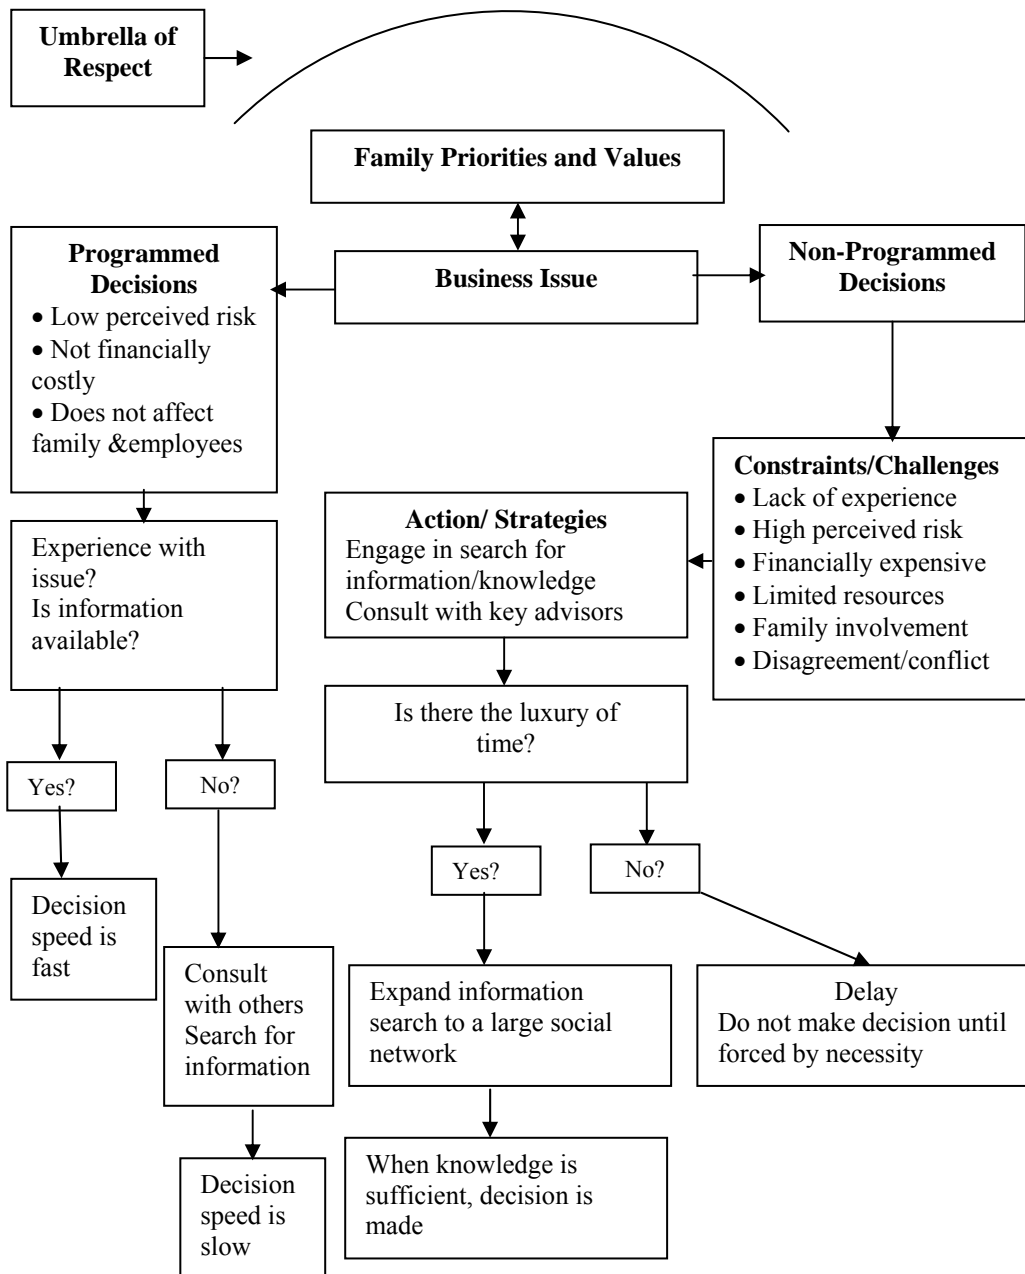 Umbrella of
Respect
Family Priorities and Values
Programmed
Decisions
• Low perceived risk
• Not financially
costly
• Does not affect
family &employees
Business Issue
Non-Programmed
Decisions
Constraints/Challenges
• Lack of experience
• High perceived risk
• Financially expensive
• Limited resources
• Family involvement
• Disagreement/conflict
Action/ Strategies
Engage in search for
information/knowledge
Consult with key advisors
Experience with
issue?
Is information
available?
Is there the luxury of
time?
Yes?
No?
Yes?
No?
Decision
speed is
fast
Consult
with others
Search for
information
Expand information
search to a large social
network
Delay
Do not make decision until
forced by necessity
Decision
speed is
slow
When knowledge is
sufficient, decision is
made